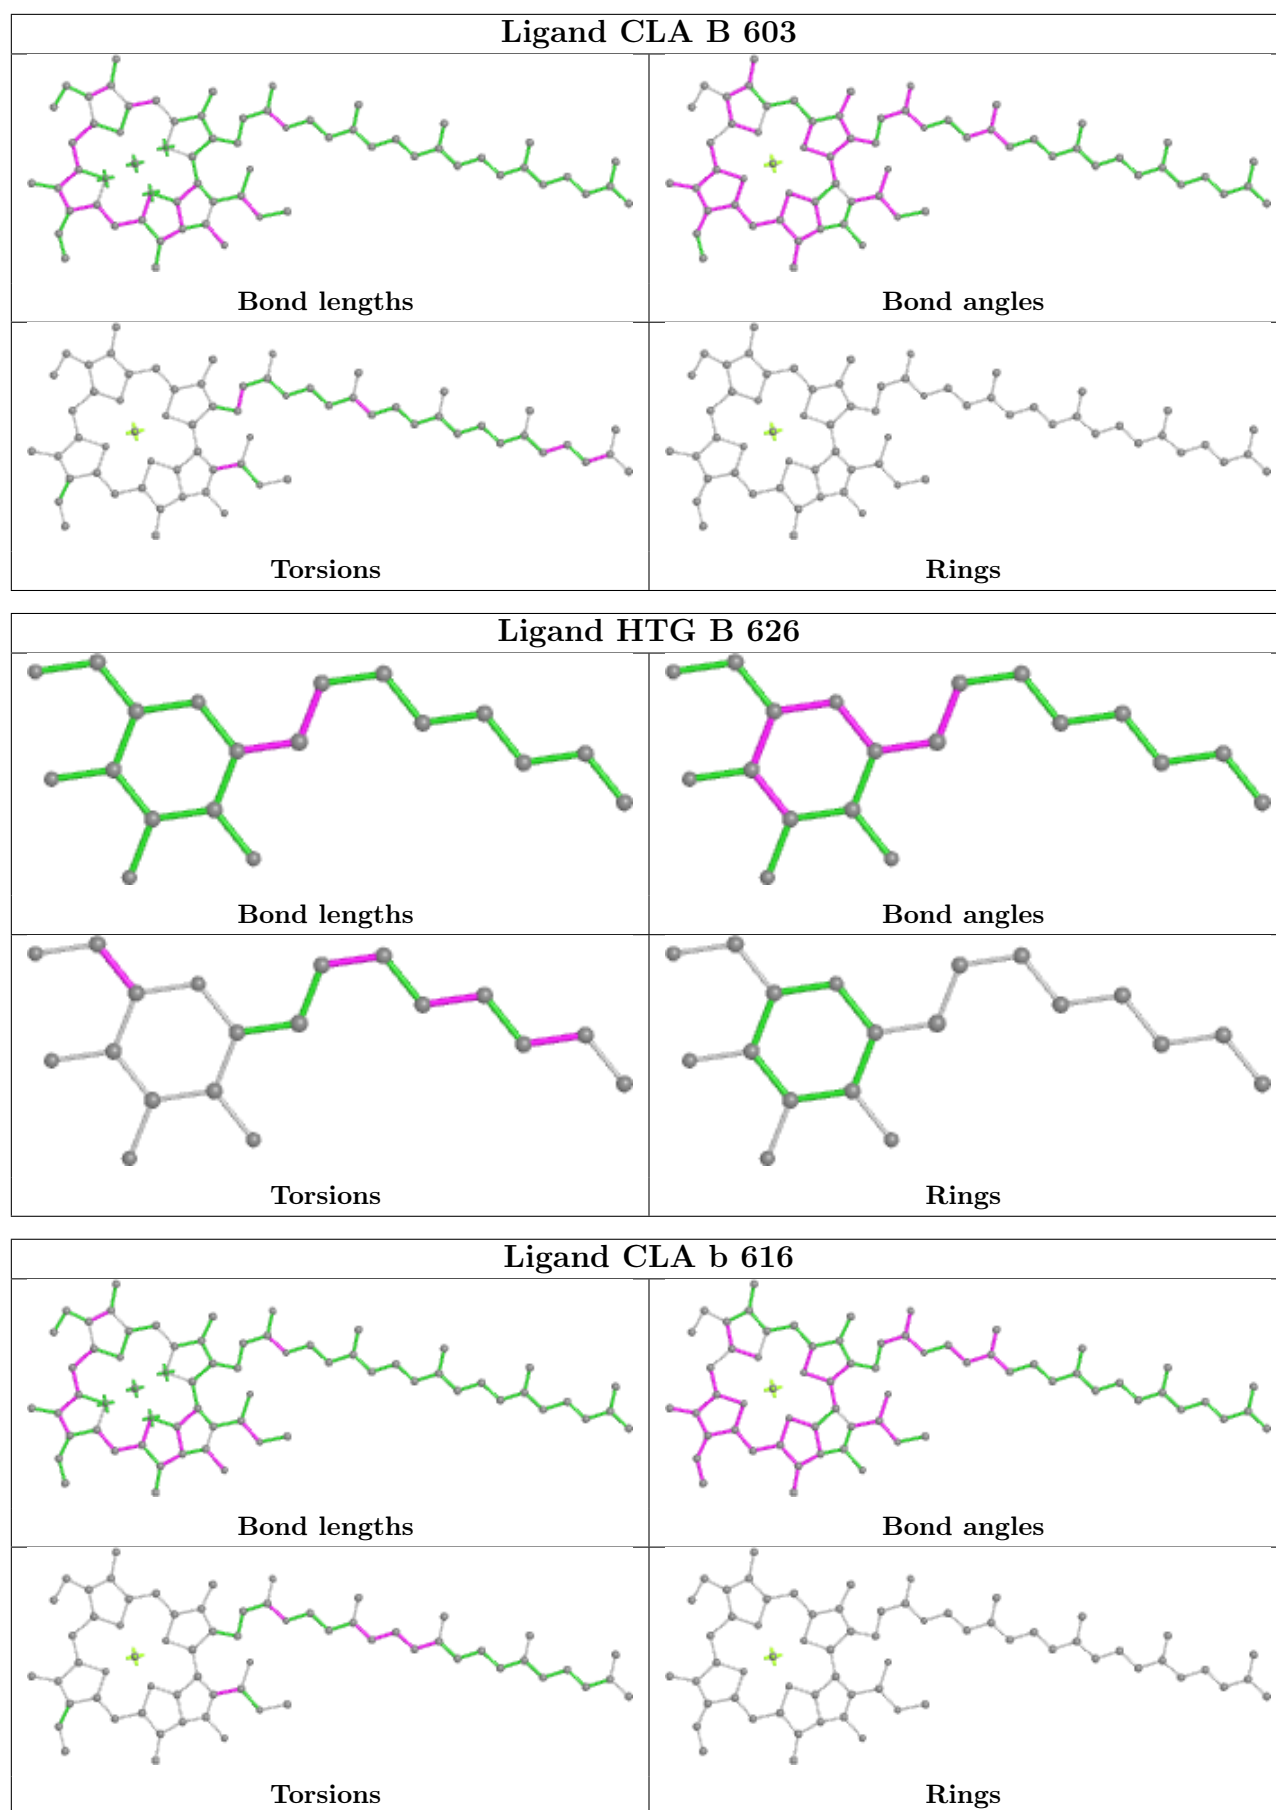 Ligand CLA B 603
Bond lengths
Bond angles
Torsions
Rings
Ligand HTG B 626
Bond lengths
Bond angles
Torsions
Rings
Ligand CLA b 616
Bond lengths
Bond angles
Torsions
Rings